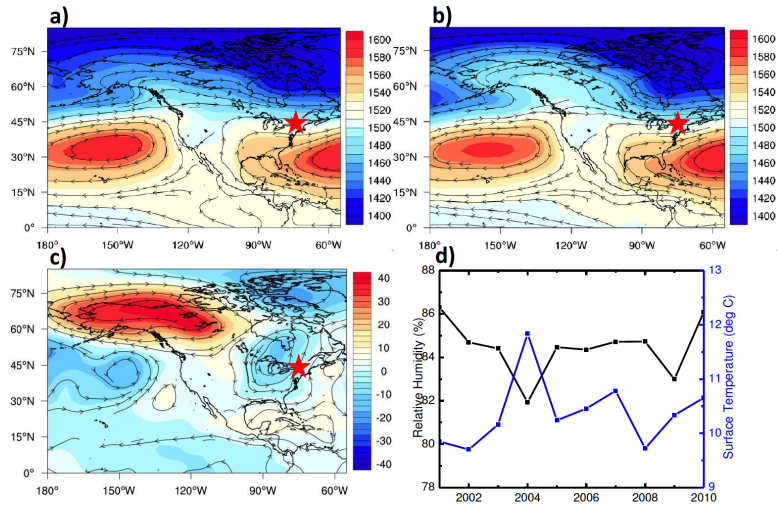 a)
b)
75°N
60°N
45°N
30°N
15°N
0°
180°
150°W
120°W
90°W
60°W
1600
1580
1560
1540
1520
1500
1480
1460
1440
1420
1400
75°N
60°N
45°N
30°N
15°N
0°
180°
150°W
120°W
90°W
60°W
1600
1580
1560
1540
1520
1500
1480
1460
1440
1420
1400
c)
d)
75°N
60°N
45°N
30°N
15°N
0°
180°
150°W
120°W
90°W
60°W
40
30
20
10
0
-10
-20
-30
-40
Relative Humidity (%)
88
86
84
82
80
78
2002
2004
2006
2008
2010
13
12
11
10
9
Surface Temperature (deg C)